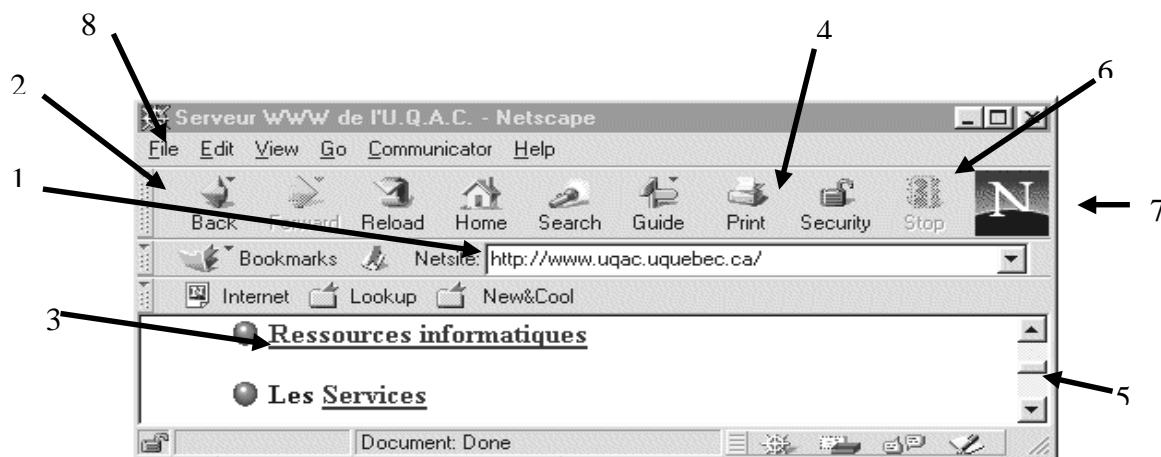 8
4
6
2
Serveur WWW de l'U.Q.A.C. - Netscape
File Edit View Go Communicator Help
1
Back Forward Reload Home Search Guide Print Security Stop N
7
Bookmarks Netsite: http://www.uqac.uquebec.ca/
Internet Lookup New&Cool
3
Ressources informatiques
5
Les Services
Document: Done